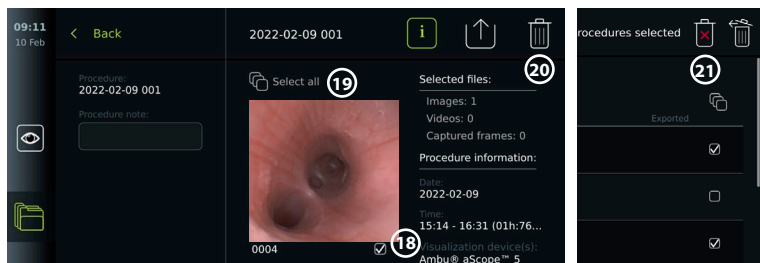 09:11
10 Feb
Back
2022-02-09 001
i
rocedures selected
Procedure:
2022-02-09 001
Procedure note:
Select all
19
Selected files:
20
21
Images: 1
Videos: 0
Captured frames: 0
Exported
Procedure information:
Date:
2022-02-09
Time:
15:14 - 16:31 (01h:76...
0004
18
Visualization device(s):
Ambu® aScope™ 5